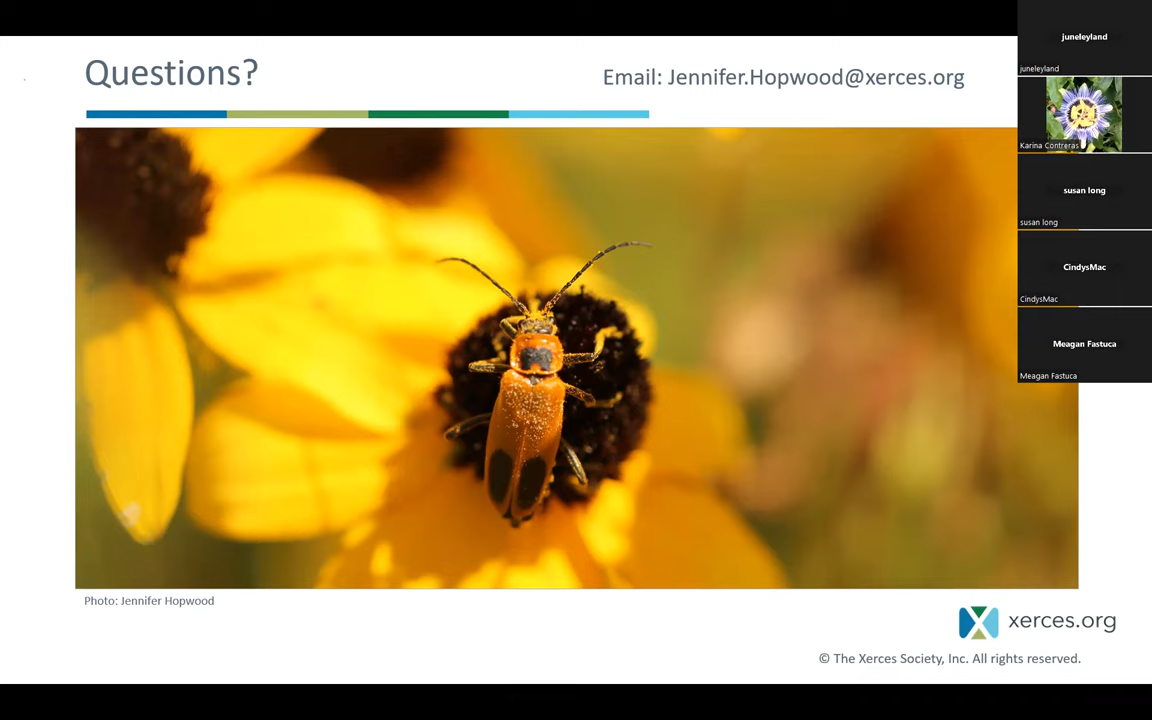 Questions?
Email: Jennifer.Hopwood@xerces.org
juneleyland
juneleyland
Karina Contreras
susan long
susan long
CindysMac
CindysMac
Meagan Fastuca
Meagan Fastuca
Photo: Jennifer Hopwood
xerces.org
© The Xerces Society, Inc. All rights reserved.